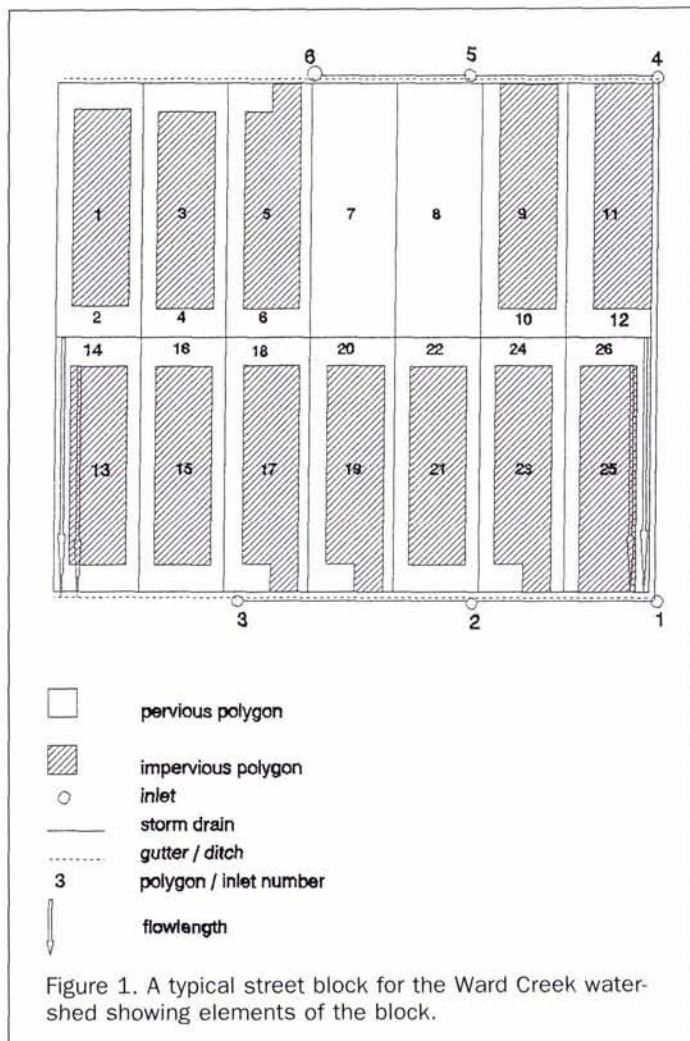 6 5 4
1 3 5 7 8 9 11
2 4 6 10 12
14 16 18 20 22 24 26
13 15 17 19 21 23 25
3 2 1
pervious polygon
impervious polygon
inlet
storm drain
gutter / ditch
3 polygon / inlet number
flowlength
Figure 1. A typical street block for the Ward Creek water-
shed showing elements of the block.